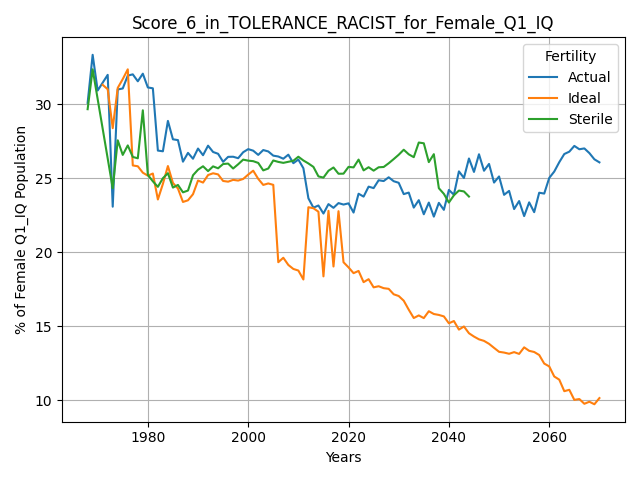 Score_6_in_TOLERANCE_RACIST_for_Female_Q1_IQ
Fertility
Actual
Ideal
Sterile
% of Female Q1_IQ Population
30
25
20
15
10
1980
2000
2020
2040
2060
Years